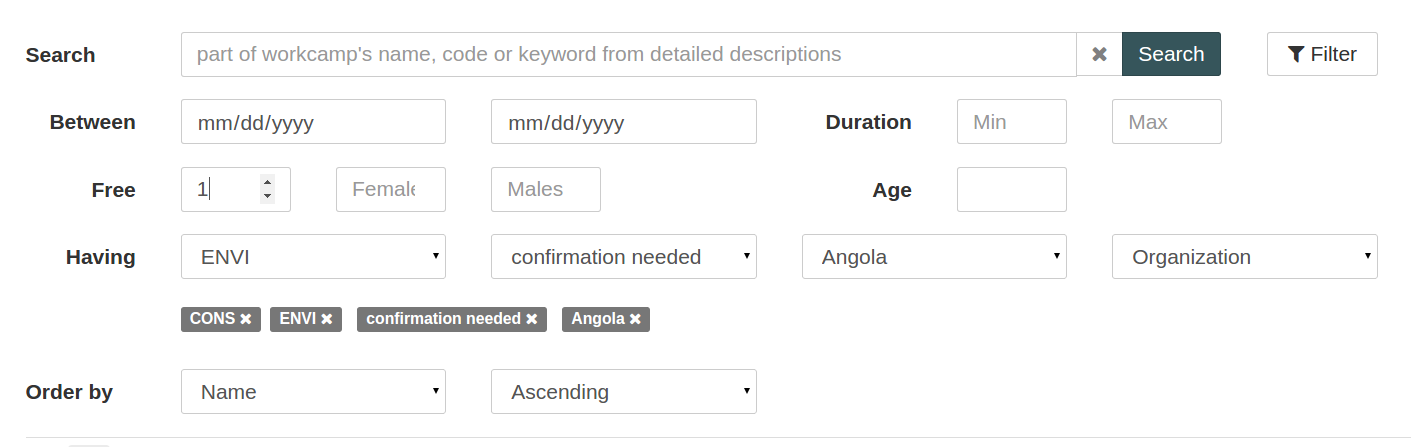 Search part of workcamp's name, code or keyword from detailed descriptions ✖ Search Filter
Between mm/dd/yyyy mm/dd/yyyy Duration Min Max
Free 1 Female Males Age
Having ENVI confirmation needed Angola Organization
CONS ✖ ENVI ✖ confirmation needed ✖ Angola ✖
Order by Name Ascending